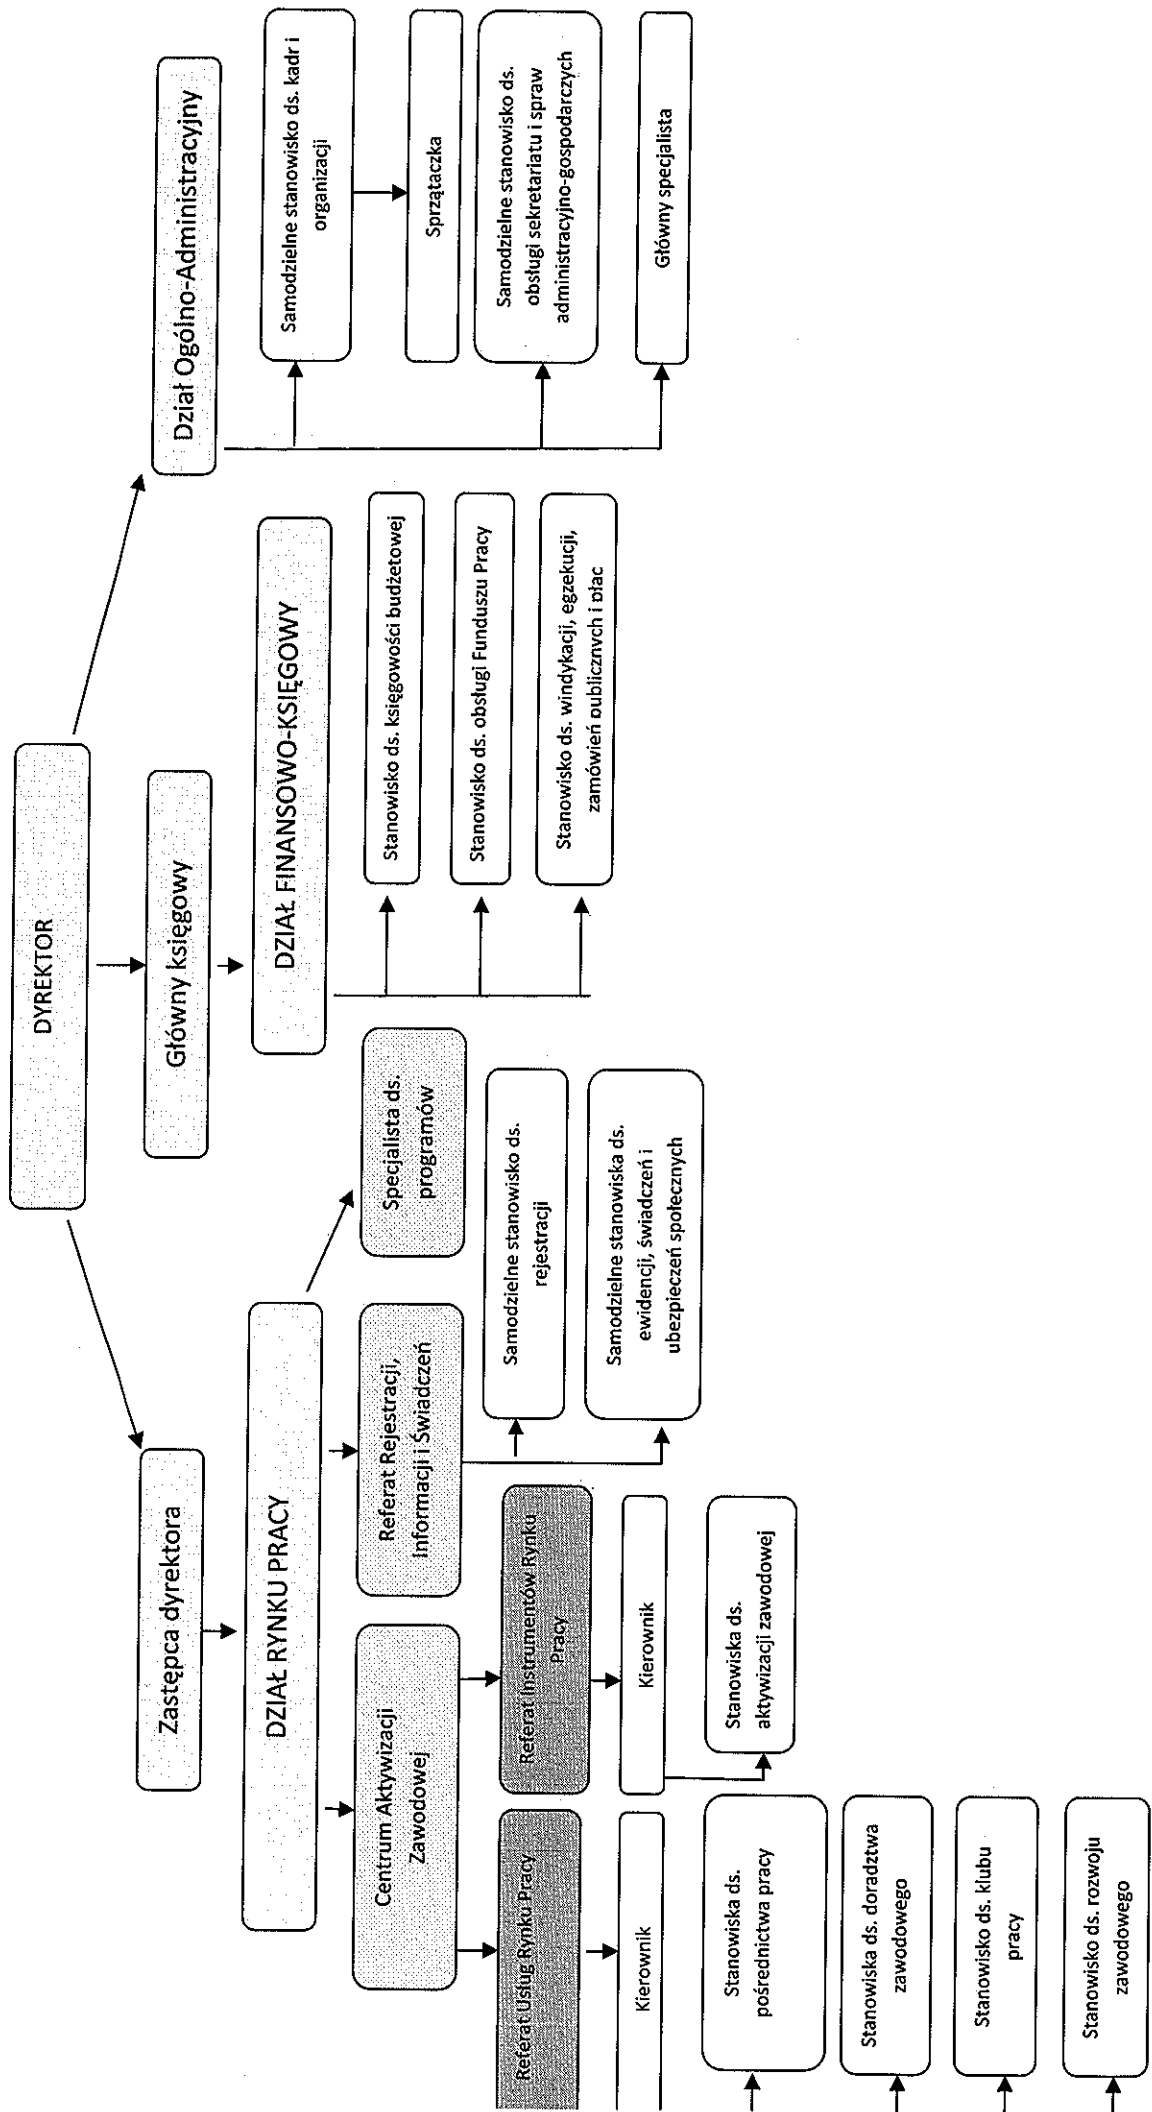 DYREKTOR
Zastępca dyrektora
Główny księgowy
Dział Ogólno-Administracyjny
DZIAŁ RYNKU PRACY
DZIAŁ FINANSOWO-KSIĘGOWY
Centrum Aktywizacji
Zawodowej
Referat Rejestracji,
Informacji i Świadczeń
Specjalista ds.
programów
Referat Usług Rynku Pracy
Referat Instrumentów Rynku
Pracy
Kierownik
Kierownik
Stanowiska ds.
pośrednictwa pracy
Stanowiska ds. doradztwa
zawodowego
Stanowisko ds. klubu
pracy
Stanowisko ds. rozwoju
zawodowego
Stanowiska ds.
aktywizacji zawodowej
Samodzielne stanowisko ds.
rejestracji
Samodzielne stanowiska ds.
ewidencji, świadczeń i
ubezpieczeń społecznych
Stanowisko ds. księgowości budżetowej
Stanowisko ds. obsługi Funduszu Pracy
Stanowisko ds. windykacji, egzekucji,
zamówień publicznych i płac
Samodzielne stanowisko ds. kadr i
organizacji
Sprzątaczka
Samodzielne stanowisko ds.
obsługi sekretariatu i spraw
administracyjno-gospodarczych
Główny specjalista